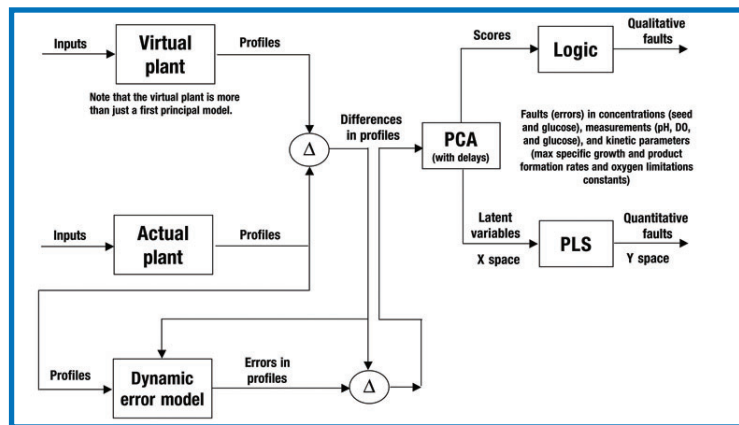 Inputs
Virtual
plant
Profiles
Note that the virtual plant is more
than just a first principal model.
Δ
Differences
in profiles
PCA
(with delays)
Scores
Logic
Qualitative
faults
Faults (errors) in concentrations (seed
and glucose), measurements (pH, DO,
and glucose), and kinetic parameters
(max specific growth and product
formation rates and oxygen limitations
constants)
Inputs
Actual
plant
Profiles
Latent
variables
X space
PLS
Quantitative
faults
Y space
Profiles
Dynamic
error model
Errors in
profiles
Δ